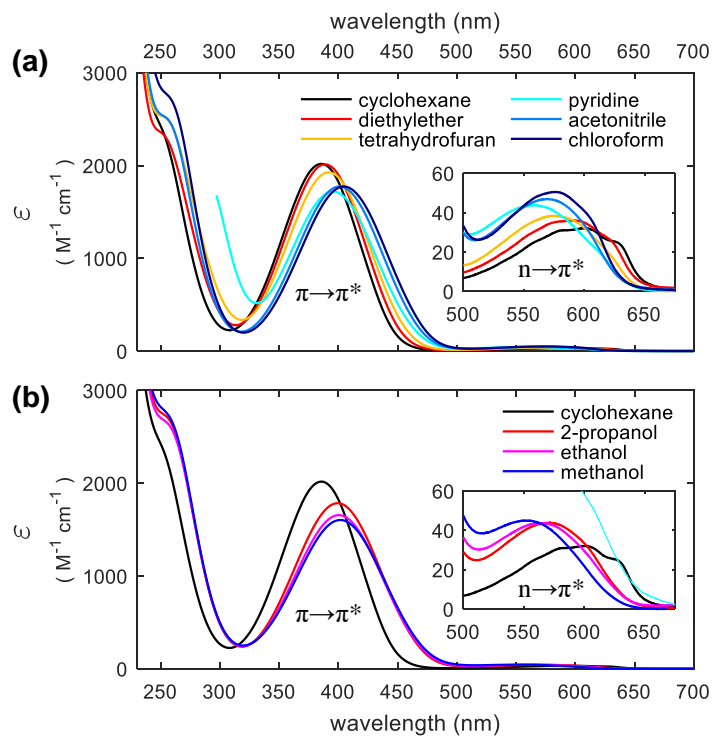 wavelength (nm)
250 300 350 400 450 500 550 600 650 700
(a)
3000
2000
1000
0
ε
( M⁻¹ cm⁻¹ )
cyclohexane
diethylether
tetrahydrofuran
pyridine
acetonitrile
chloroform
π→π*
60
40
20
0
n→π*
500 550 600 650
(b)
3000
2000
1000
0
ε
( M⁻¹ cm⁻¹ )
cyclohexane
2-propanol
ethanol
methanol
π→π*
60
40
20
0
n→π*
500 550 600 650
250 300 350 400 450 500 550 600 650 700
wavelength (nm)